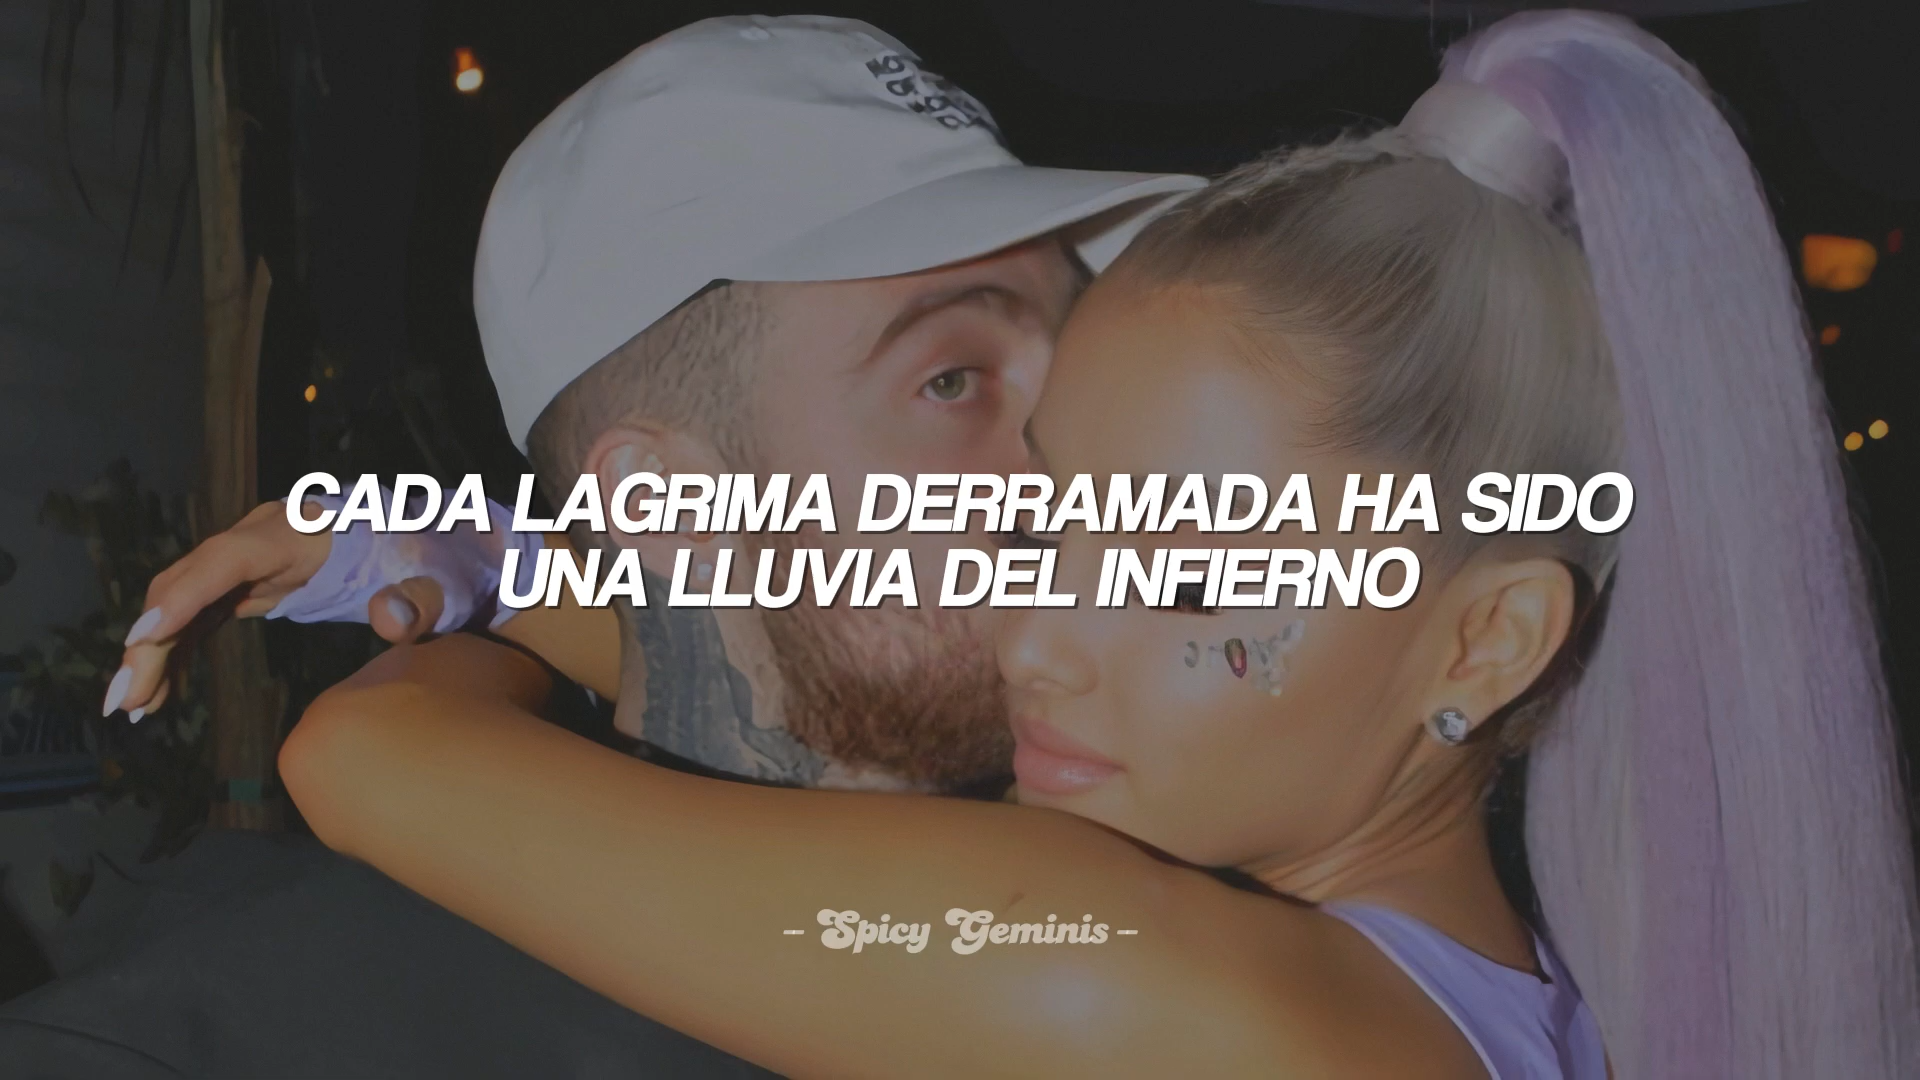 CADA LAGRIMA DERRAMADA HA SIDO
UNA LLUVIA DEL INFIERNO
- Spicy Geminis -